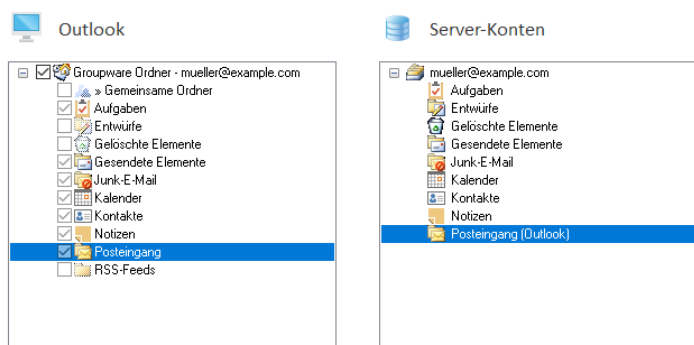 Outlook
Groupware Ordner - mueller@example.com
» Gemeinsame Ordner
Aufgaben
Entwürfe
Gelöschte Elemente
Gesendete Elemente
Junk-E-Mail
Kalender
Kontakte
Notizen
Posteingang
RSS-Feeds
Server-Konten
mueller@example.com
Aufgaben
Entwürfe
Gelöschte Elemente
Gesendete Elemente
Junk-E-Mail
Kalender
Kontakte
Notizen
Posteingang (Outlook)